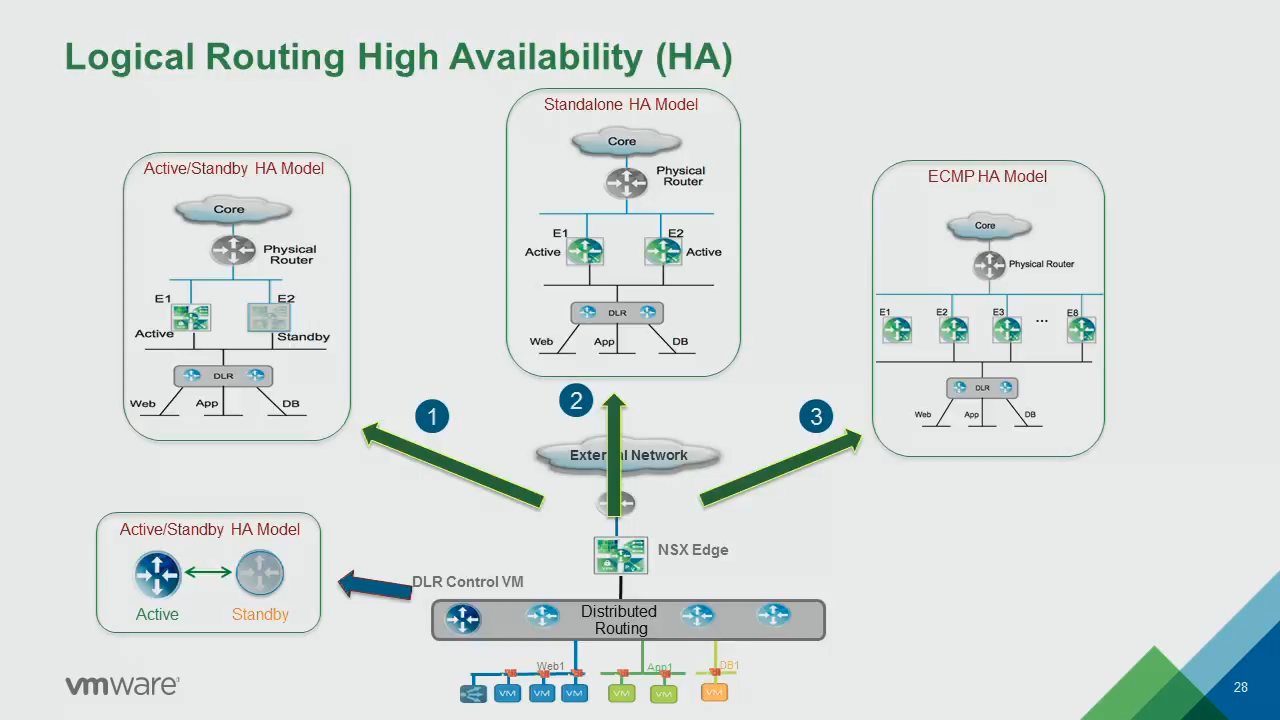 Logical Routing High Availability (HA)
Standalone HA Model
Core
Physical
Router
E1
E2
Active
Active
DLR
Web
App
DB
Active/Standby HA Model
Core
Physical
Router
E1
E2
Active
Standby
DLR
Web
App
DB
ECMP HA Model
Core
Physical Router
E1
E2
E3
...
E8
DLR
Web
App
DB
1
2
3
External Network
NSX Edge
Active/Standby HA Model
Active
Standby
DLR Control VM
Distributed
Routing
Web1
App1
DB1
VM
VM
VM
VM
VM
VM
vmware
28